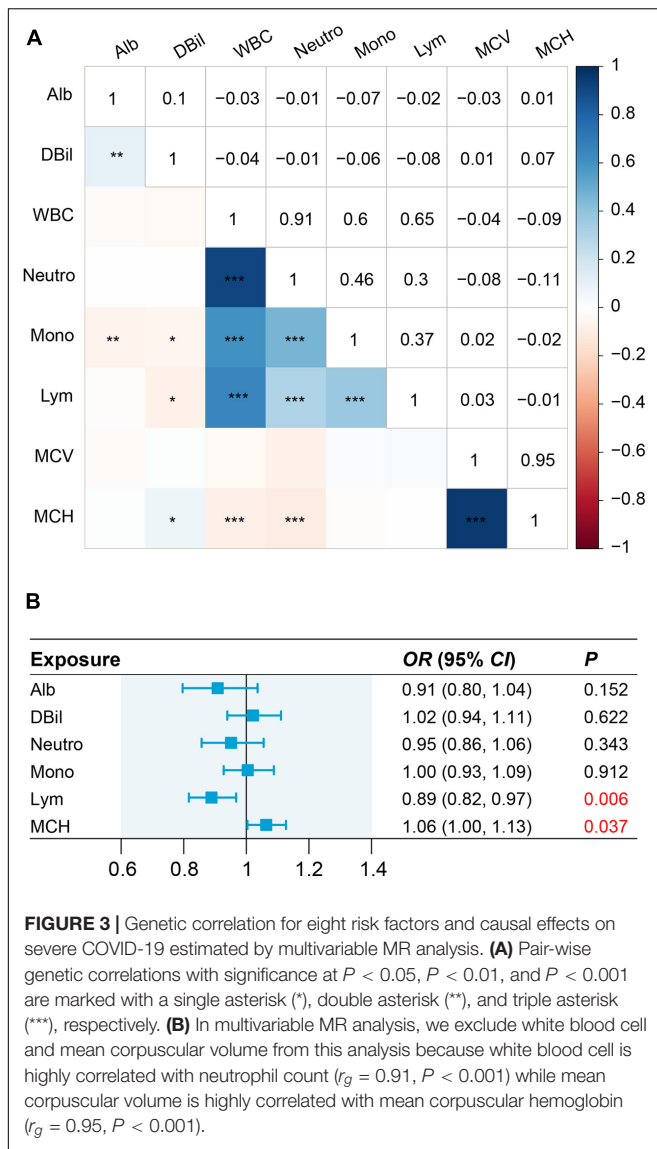 A
Alb DBil WBC Neutro Mono Lym MCV MCH
Alb 1 0.1 −0.03 −0.01 −0.07 −0.02 −0.03 0.01
DBil ** 1 −0.04 −0.01 −0.06 −0.08 0.01 0.07
WBC 1 0.91 0.6 0.65 −0.04 −0.09
Neutro *** 1 0.46 0.3 −0.08 −0.11
Mono ** * *** *** 1 0.37 0.02 −0.02
Lym * *** *** *** 1 0.03 −0.01
MCV 1 0.95
MCH * *** *** *** 1
1
0.8
0.6
0.4
0.2
0
−0.2
−0.4
−0.6
−0.8
−1
B
Exposure OR (95% CI) P
Alb 0.91 (0.80, 1.04) 0.152
DBil 1.02 (0.94, 1.11) 0.622
Neutro 0.95 (0.86, 1.06) 0.343
Mono 1.00 (0.93, 1.09) 0.912
Lym 0.89 (0.82, 0.97) 0.006
MCH 1.06 (1.00, 1.13) 0.037
0.6 0.8 1 1.2 1.4
FIGURE 3 | Genetic correlation for eight risk factors and causal effects on
severe COVID-19 estimated by multivariable MR analysis. (A) Pair-wise
genetic correlations with significance at P < 0.05, P < 0.01, and P < 0.001
are marked with a single asterisk (*), double asterisk (**), and triple asterisk
(***), respectively. (B) In multivariable MR analysis, we exclude white blood cell
and mean corpuscular volume from this analysis because white blood cell is
highly correlated with neutrophil count (rg = 0.91, P < 0.001) while mean
corpuscular volume is highly correlated with mean corpuscular hemoglobin
(rg = 0.95, P < 0.001).